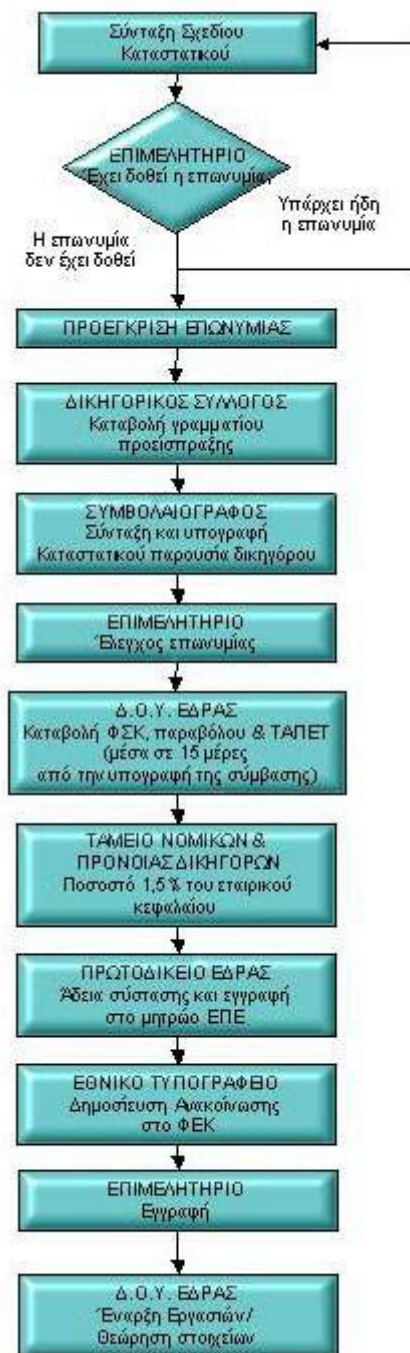 Σύνταξη Σχεδίου
Καταστατικού
ΕΠΙΜΕΛΗΤΗΡΙΟ
Έχει δοθεί η επωνυμία;
Υπάρχει ήδη
η επωνυμία
Η επωνυμία
δεν έχει δοθεί
ΠΡΟΕΓΚΡΙΣΗ ΕΠΩΝΥΜΙΑΣ
ΔΙΚΗΓΟΡΙΚΟΣ ΣΥΛΛΟΓΟΣ
Καταβολή γραμματίου
προείσπραξης
ΣΥΜΒΟΛΑΙΟΓΡΑΦΟΣ
Σύνταξη και υπογραφή
Καταστατικού παρουσία δικηγόρου
ΕΠΙΜΕΛΗΤΗΡΙΟ
Έλεγχος επωνυμίας
Δ.Ο.Υ. ΕΔΡΑΣ
Καταβολή ΦΣΚ, παραβόλου & ΤΑΠΕΤ
(μέσα σε 15 μέρες
από την υπογραφή της σύμβασης)
ΤΑΜΕΙΟ ΝΟΜΙΚΩΝ &
ΠΡΟΝΟΙΑΣ ΔΙΚΗΓΟΡΩΝ
Ποσοστό 1,5% του εταιρικού
κεφαλαίου
ΠΡΩΤΟΔΙΚΕΙΟ ΕΔΡΑΣ
Άδεια σύστασης και εγγραφή
στο μητρώο ΕΠΕ
ΕΘΝΙΚΟ ΤΥΠΟΓΡΑΦΕΙΟ
Δημοσίευση Ανακοίνωσης
στο ΦΕΚ
ΕΠΙΜΕΛΗΤΗΡΙΟ
Εγγραφή
Δ.Ο.Υ. ΕΔΡΑΣ
Έναρξη Εργασιών/
Θεώρηση στοιχείων